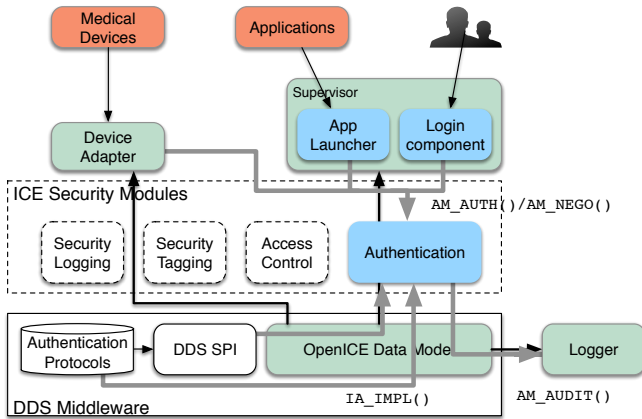 Medical
Devices
Applications
Supervisor
Device
Adapter
App
Launcher
Login
component
ICE Security Modules
AM_AUTH()/AM_NEGO()
Security
Logging
Security
Tagging
Access
Control
Authentication
Authentication
Protocols
DDS SPI
OpenICE Data Model
Logger
IA_IMPL()
AM_AUDIT()
DDS Middleware